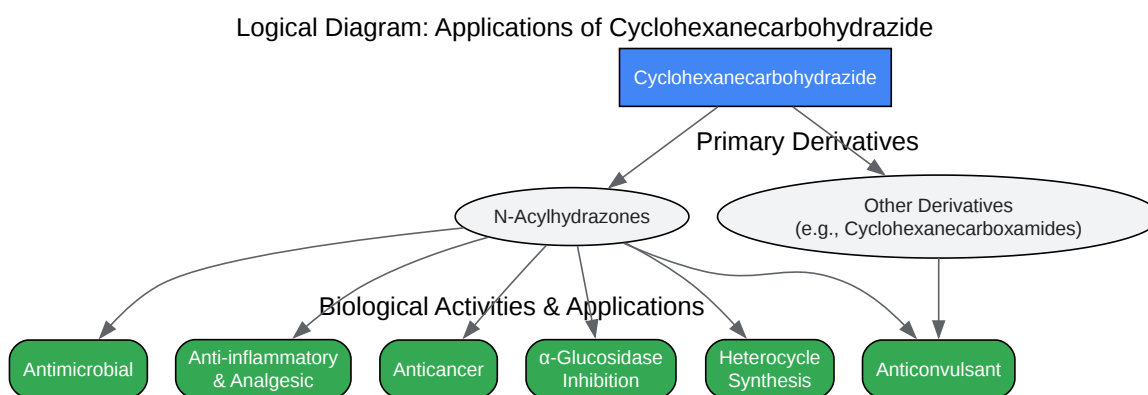 Logical Diagram: Applications of Cyclohexanecarbohydrazide
Cyclohexanecarbohydrazide
Primary Derivatives
N-Acylhydrazones
Other Derivatives
(e.g., Cyclohexanecarboxamides)
Biological Activities & Applications
Antimicrobial
Anti-inflammatory
& Analgesic
Anticancer
α-Glucosidase
Inhibition
Heterocycle
Synthesis
Anticonvulsant